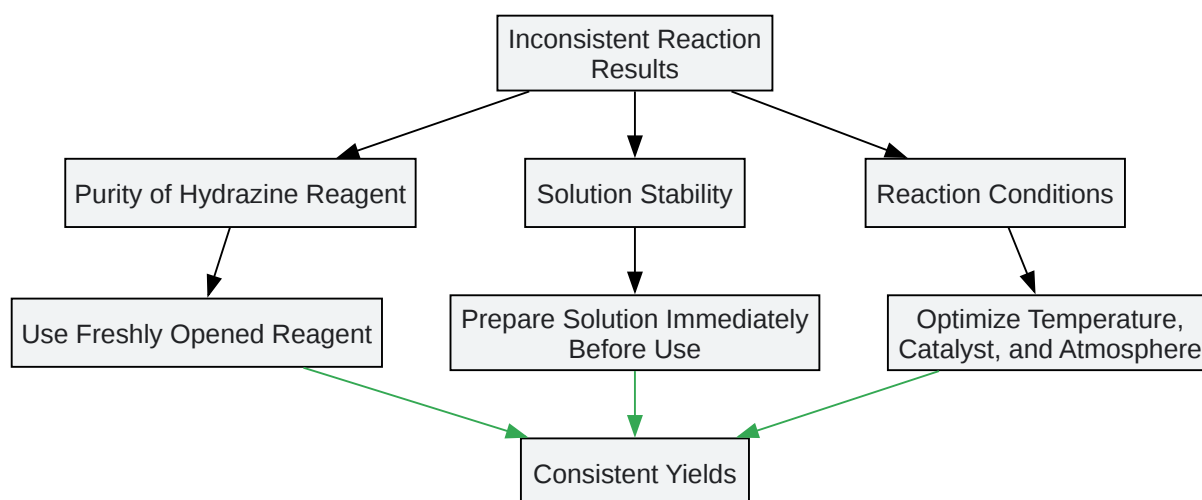 Inconsistent Reaction
Results
Purity of Hydrazine Reagent
Solution Stability
Reaction Conditions
Use Freshly Opened Reagent
Prepare Solution Immediately
Before Use
Optimize Temperature,
Catalyst, and Atmosphere
Consistent Yields